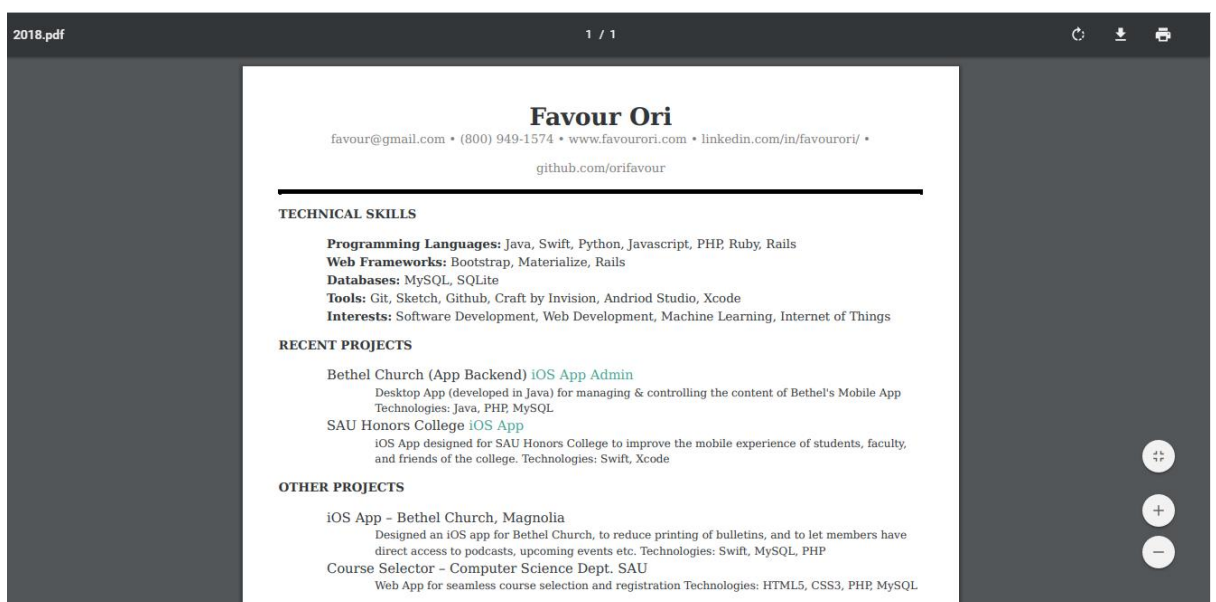 2018.pdf
1 / 1
Favour Ori
favour@gmail.com • (800) 949-1574 • www.favourori.com • linkedin.com/in/favourori/ •
github.com/orifavour
TECHNICAL SKILLS
Programming Languages: Java, Swift, Python, Javascript, PHP, Ruby, Rails
Web Frameworks: Bootstrap, Materialize, Rails
Databases: MySQL, SQLite
Tools: Git, Sketch, Github, Craft by Invision, Andriod Studio, Xcode
Interests: Software Development, Web Development, Machine Learning, Internet of Things
RECENT PROJECTS
Bethel Church (App Backend) iOS App Admin
Desktop App (developed in Java) for managing & controlling the content of Bethel's Mobile App
Technologies: Java, PHP, MySQL
SAU Honors College iOS App
iOS App designed for SAU Honors College to improve the mobile experience of students, faculty,
and friends of the college. Technologies: Swift, Xcode
OTHER PROJECTS
iOS App – Bethel Church, Magnolia
Designed an iOS app for Bethel Church, to reduce printing of bulletins, and to let members have
direct access to podcasts, upcoming events etc. Technologies: Swift, MySQL, PHP
Course Selector – Computer Science Dept. SAU
Web App for seamless course selection and registration Technologies: HTML5, CSS3, PHP, MySQL